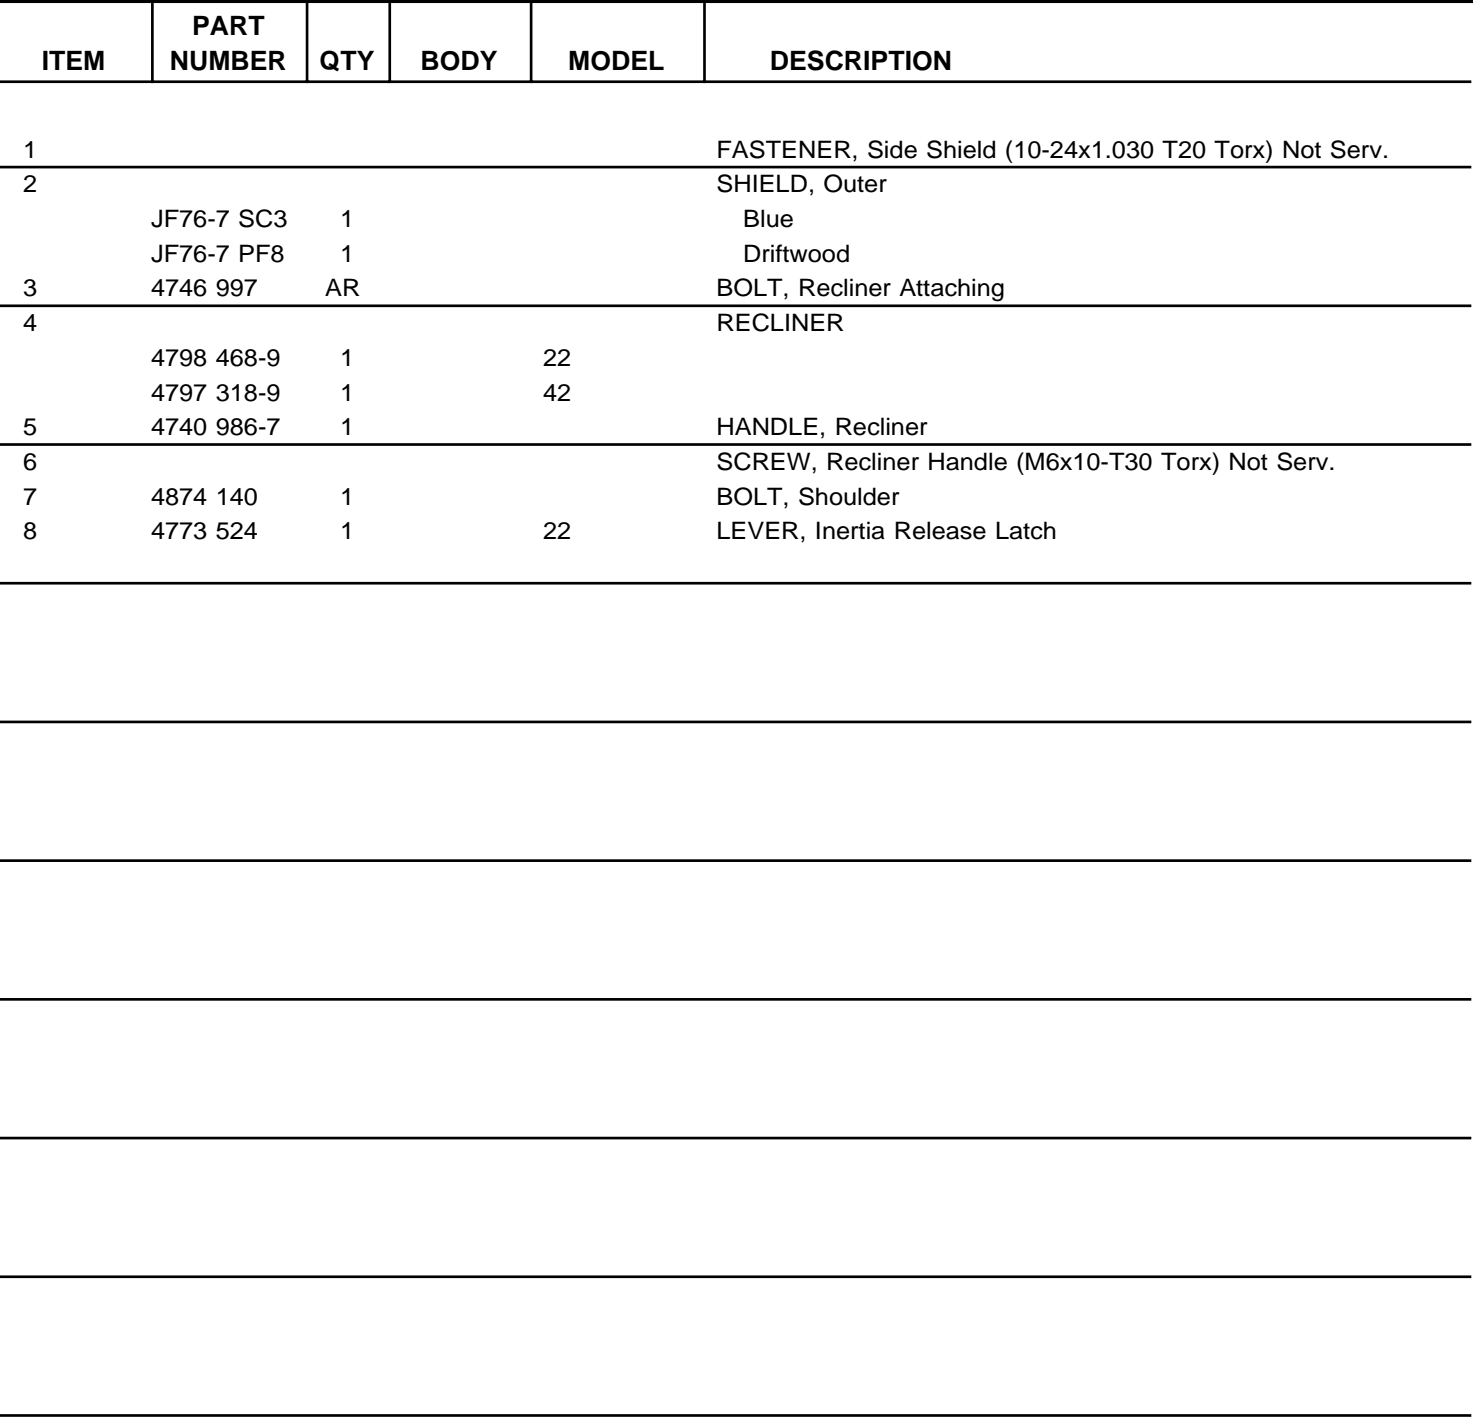 PART
ITEM NUMBER QTY BODY MODEL DESCRIPTION
1 FASTENER, Side Shield (10-24x1.030 T20 Torx) Not Serv.
2 SHIELD, Outer
JF76-7 SC3 1 Blue
JF76-7 PF8 1 Driftwood
3 4746 997 AR BOLT, Recliner Attaching
4 RECLINER
4798 468-9 1 22
4797 318-9 1 42
5 4740 986-7 1 HANDLE, Recliner
6 SCREW, Recliner Handle (M6x10-T30 Torx) Not Serv.
7 4874 140 1 BOLT, Shoulder
8 4773 524 1 22 LEVER, Inertia Release Latch